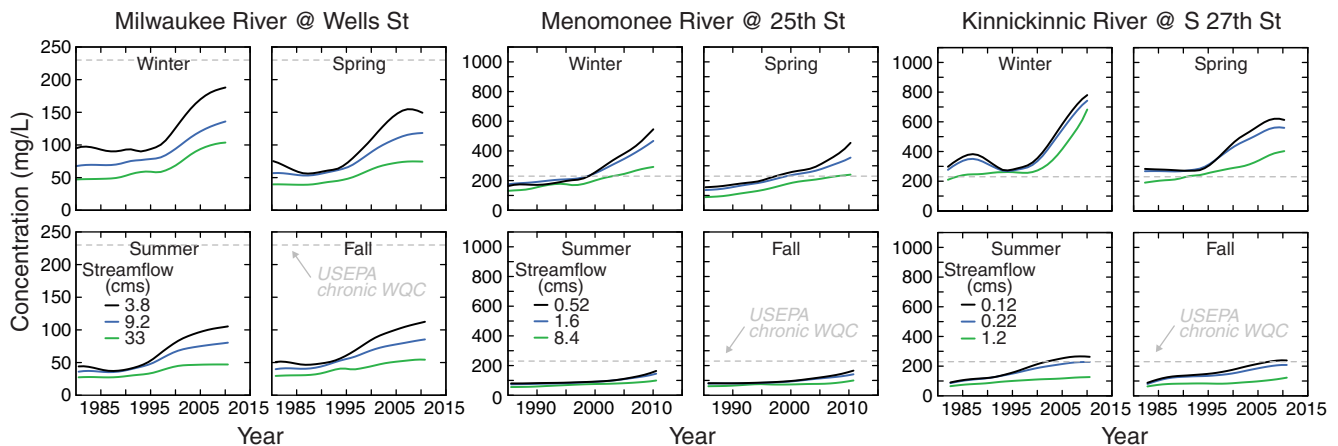 Milwaukee River @ Wells St
Menomonee River @ 25th St
Kinnickinnic River @ S 27th St
Concentration (mg/L)
250
200
150
100
50
0
Winter
Spring
250
200
150
100
50
0
Summer
Streamflow
(cms)
3.8
9.2
33
Fall
USEPA
chronic WQC
1985 1995 2005 2015
1985 1995 2005 2015
Year
1000
800
600
400
200
0
Winter
Spring
1000
800
600
400
200
0
Summer
Streamflow
(cms)
0.52
1.6
8.4
Fall
USEPA
chronic WQC
1990 2000 2010
1990 2000 2010
Year
1000
800
600
400
200
0
Winter
Spring
1000
800
600
400
200
0
Summer
Streamflow
(cms)
0.12
0.22
1.2
Fall
USEPA
chronic WQC
1985 1995 2005 2015
1985 1995 2005 2015
Year